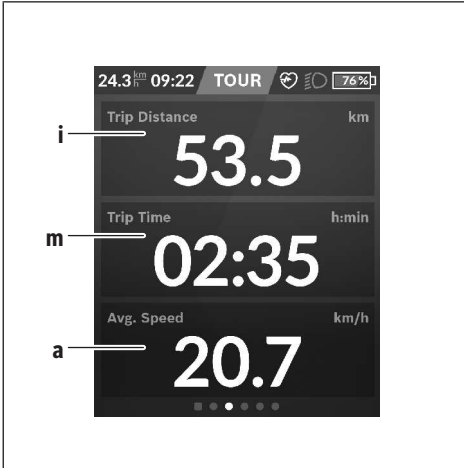 24.3 km/h 09:22 TOUR 76%
Trip Distance km
i
53.5
Trip Time h:min
m
02:35
Avg. Speed km/h
a
20.7